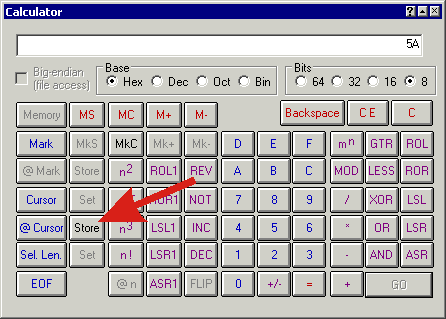 Calculator
5A
Big-endian
(file access)
Base
Hex Dec Oct Bin
Bits
64 32 16 8
Memory MS MC M+ M- Backspace C E C
Mark MkS MkC Mk+ Mk- D E F mⁿ GTR ROL
@ Mark Store n² ROL1 REV A B C MOD LESS ROR
Cursor Set ROR1 NOT 7 8 9 / XOR LSL
@ Cursor Store n³ LSL1 INC 4 5 6 * OR LSR
Sel. Len. Set n! LSR1 DEC 1 2 3 - AND ASR
EOF @ n ASR1 FLIP 0 +/- = + GO